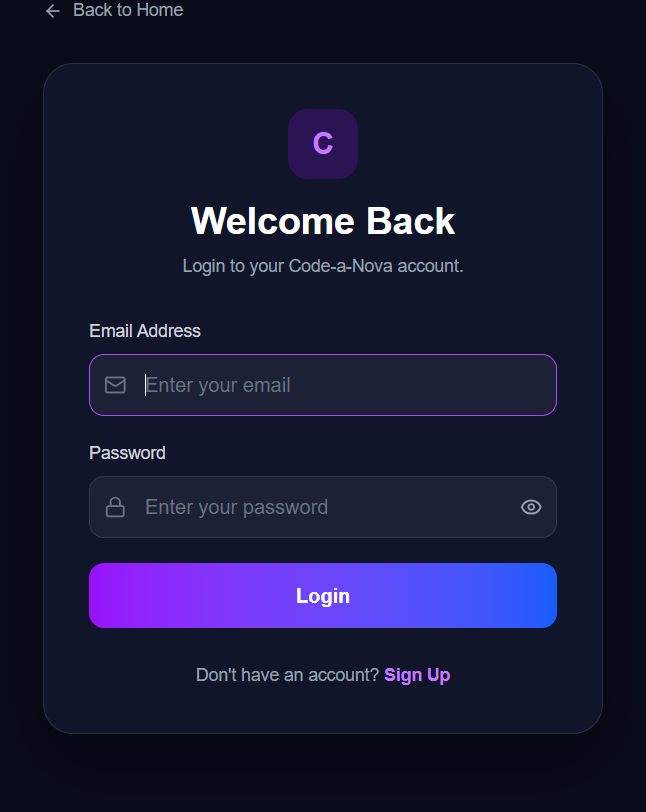 Back to Home
C
Welcome Back
Login to your Code-a-Nova account.
Email Address
Enter your email
Password
Enter your password
Login
Don't have an account? Sign Up